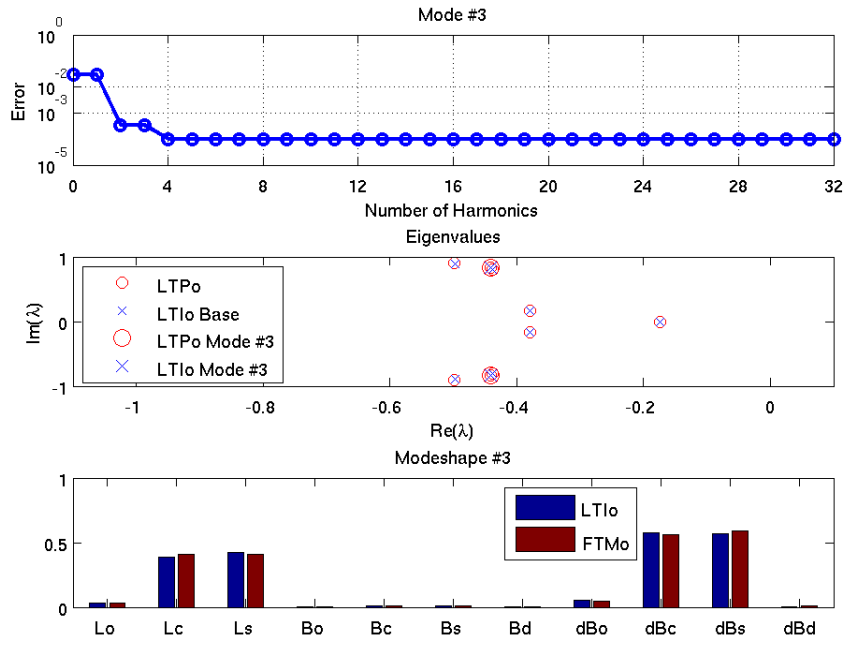 Mode #3
10^0
10^-2
10^-3
10^-5
Error
0 4 8 12 16 20 24 28 32
Number of Harmonics
Eigenvalues
1
0
-1
Im(λ)
LTPo
LTIo Base
LTPo Mode #3
LTIo Mode #3
-1 -0.8 -0.6 -0.4 -0.2 0
Re(λ)
Modeshape #3
1
0.5
0
LTIo
FTMo
Lo Lc Ls Bo Bc Bs Bd dBo dBc dBs dBd